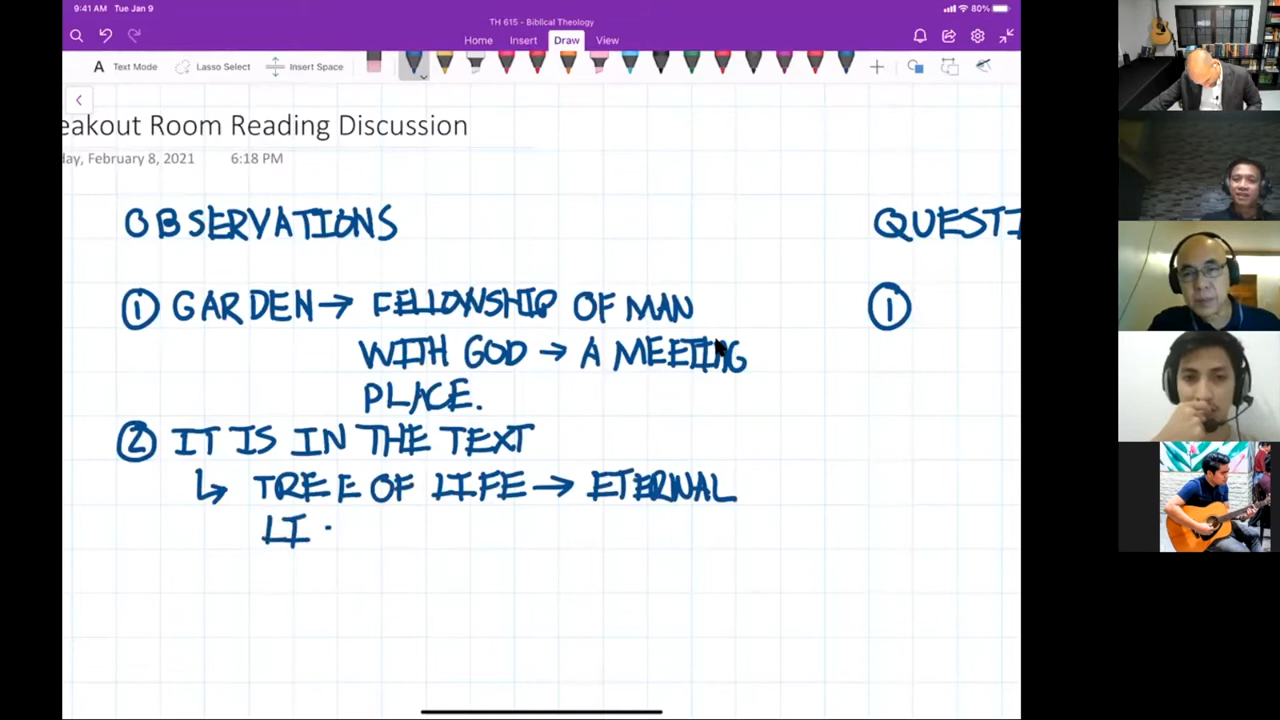 9:41 AM Tue Jan 9
80%
TH 615 - Biblical Theology
Home Insert Draw View
Text Mode Lasso Select Insert Space
eakout Room Reading Discussion
day, February 8, 2021 6:18 PM
OBSERVATIONS
QUESTI
① GARDEN → FELLOWSHIP OF MAN
WITH GOD → A MEETING
PLACE.
② IT IS IN THE TEXT
↳ TREE OF LIFE → ETERNAL
LI
①